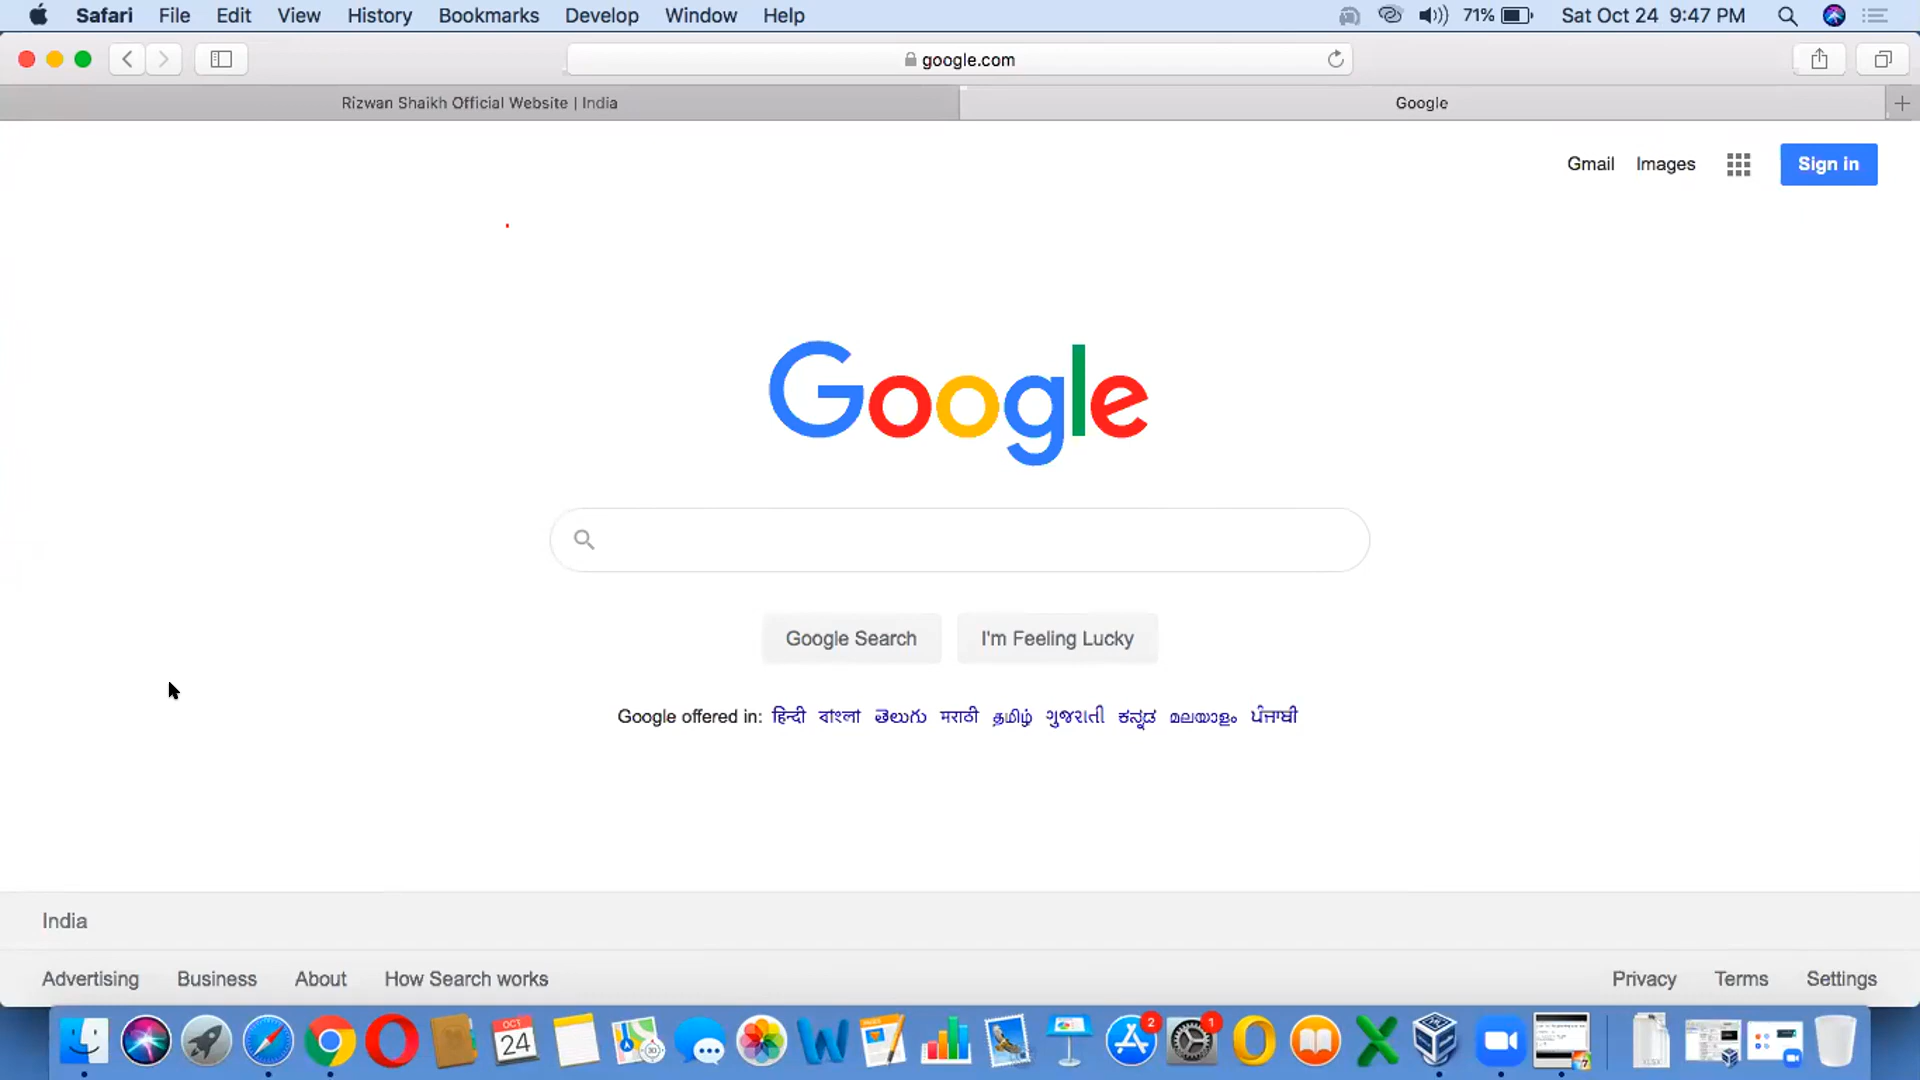 Safari File Edit View History Bookmarks Develop Window Help 71% Sat Oct 24 9:47 PM
google.com
Rizwan Shaikh Official Website | India Google
Gmail Images Sign in
Google
Google Search I'm Feeling Lucky
Google offered in: हिन्दी বাংলা తెలుగు मराठी தமிழ் ગુજરાતી ಕನ್ನಡ മലയാളം ਪੰਜਾਬੀ
India
Advertising Business About How Search works Privacy Terms Settings
OCT
24
2
1